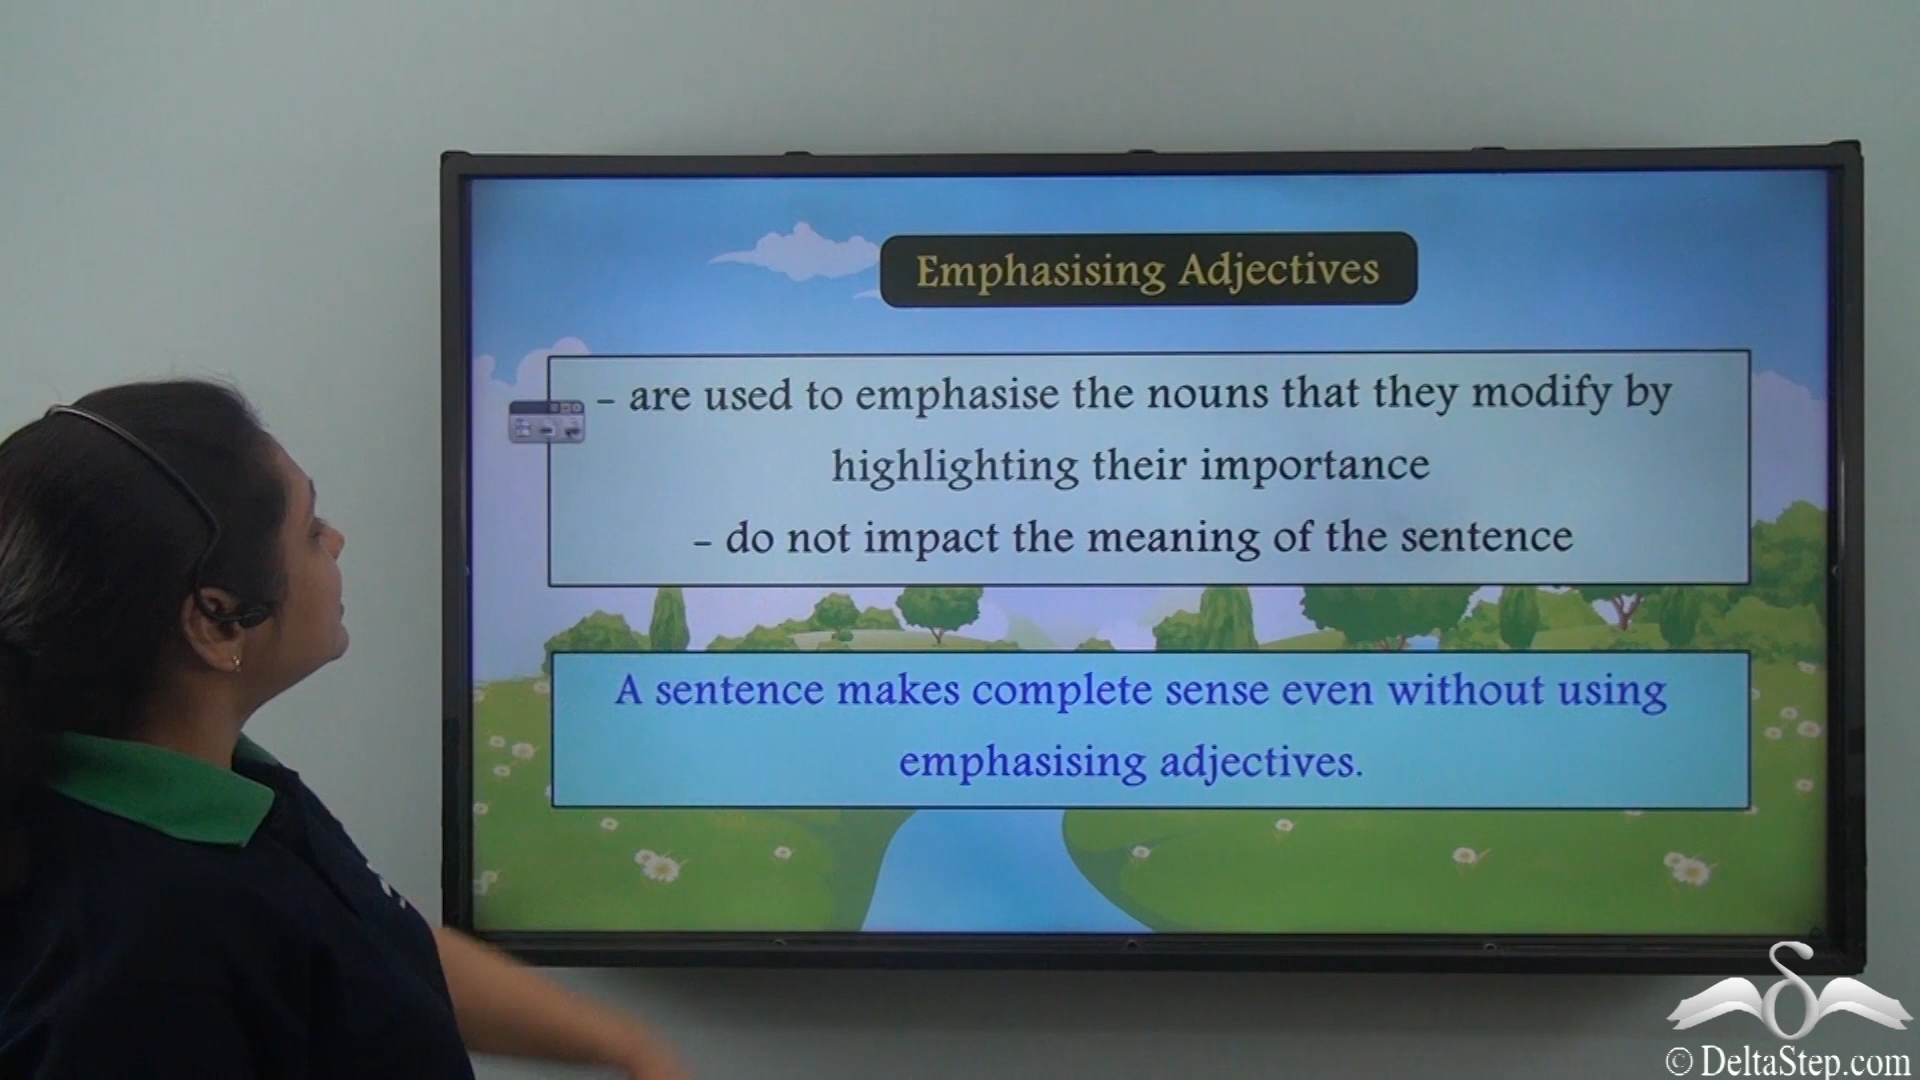 Emphasising Adjectives
- are used to emphasise the nouns that they modify by
highlighting their importance
- do not impact the meaning of the sentence
A sentence makes complete sense even without using
emphasising adjectives.
© DeltaStep.com